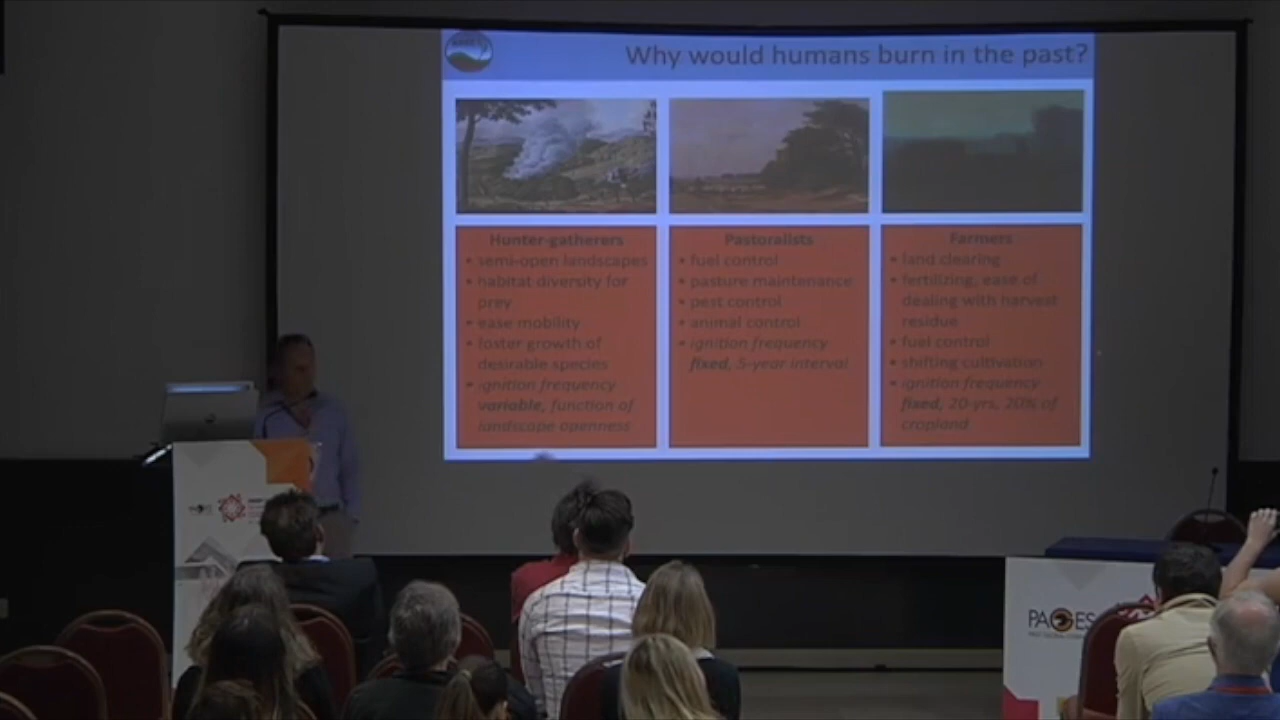 Why would humans burn in the past?
Hunter-gatherers
• semi-open landscapes
• habitat diversity for
prey
• ease mobility
• foster growth of
desirable species
• ignition frequency
variable, function of
landscape openness
Pastoralists
• fuel control
• pasture maintenance
• pest control
• animal control
• ignition frequency
fixed, 5-year interval
Farmers
• land clearing
• fertilizing, ease of
dealing with harvest
residue
• fuel control
• shifting cultivation
• ignition frequency
fixed, 20-yrs, 20% of
cropland
PAGES